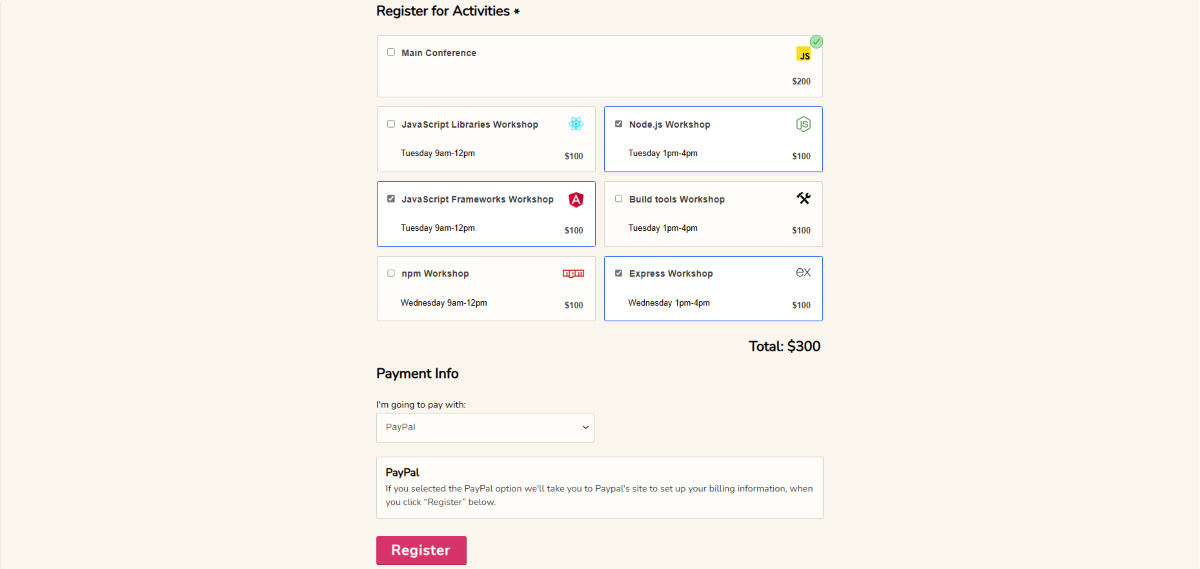 Register for Activities *
Main Conference
JS
$200
JavaScript Libraries Workshop
Tuesday 9am-12pm
$100
Node.js Workshop
JS
Tuesday 1pm-4pm
$100
JavaScript Frameworks Workshop
A
Tuesday 9am-12pm
$100
Build tools Workshop
Tuesday 1pm-4pm
$100
npm Workshop
npm
Wednesday 9am-12pm
$100
Express Workshop
ex
Wednesday 1pm-4pm
$100
Total: $300
Payment Info
I'm going to pay with:
PayPal
PayPal
If you selected the PayPal option we'll take you to Paypal's site to set up your billing information, when
you click “Register” below.
Register